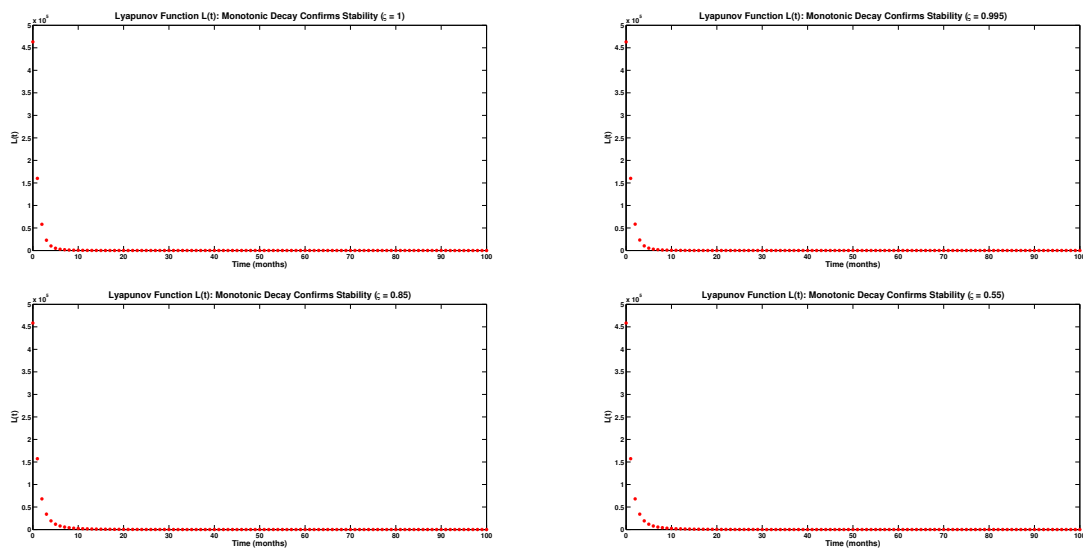 Lyapunov Function L(t): Monotonic Decay Confirms Stability (ξ = 1)
x 10⁵
5
4.5
4
3.5
3
2.5
2
1.5
1
0.5
0
L(t)
0 10 20 30 40 50 60 70 80 90 100
Time (months)
Lyapunov Function L(t): Monotonic Decay Confirms Stability (ξ = 0.995)
x 10⁵
5
4.5
4
3.5
3
2.5
2
1.5
1
0.5
0
L(t)
0 10 20 30 40 50 60 70 80 90
Time (months)
Lyapunov Function L(t): Monotonic Decay Confirms Stability (ξ = 0.85)
x 10⁵
5
4.5
4
3.5
3
2.5
2
1.5
1
0.5
0
L(t)
0 10 20 30 40 50 60 70 80 90 100
Time (months)
Lyapunov Function L(t): Monotonic Decay Confirms Stability (ξ = 0.55)
x 10⁵
5
4.5
4
3.5
3
2.5
2
1.5
1
0.5
0
L(t)
0 10 20 30 40 50 60 70 80 90
Time (months)